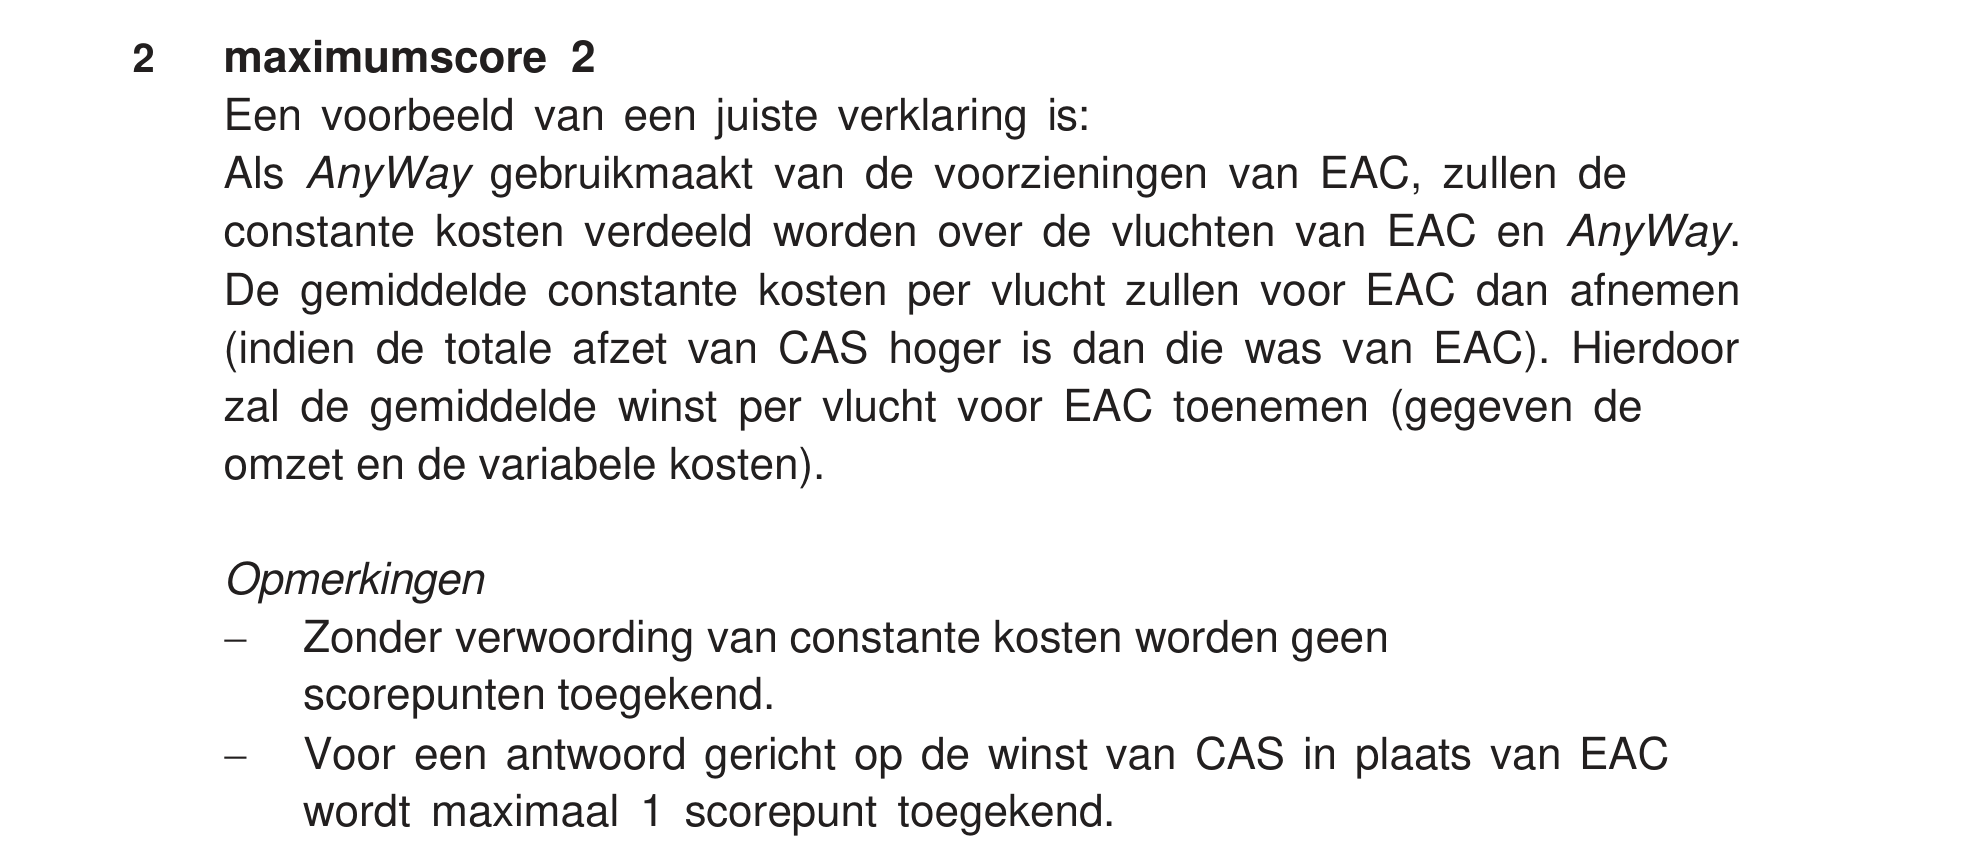 2 maximumscore 2
Een voorbeeld van een juiste verklaring is:
Als AnyWay gebruikmaakt van de voorzieningen van EAC, zullen de
constante kosten verdeeld worden over de vluchten van EAC en AnyWay.
De gemiddelde constante kosten per vlucht zullen voor EAC dan afnemen
(indien de totale afzet van CAS hoger is dan die was van EAC). Hierdoor
zal de gemiddelde winst per vlucht voor EAC toenemen (gegeven de
omzet en de variabele kosten).
Opmerkingen
– Zonder verwoording van constante kosten worden geen
scorepunten toegekend.
– Voor een antwoord gericht op de winst van CAS in plaats van EAC
wordt maximaal 1 scorepunt toegekend.